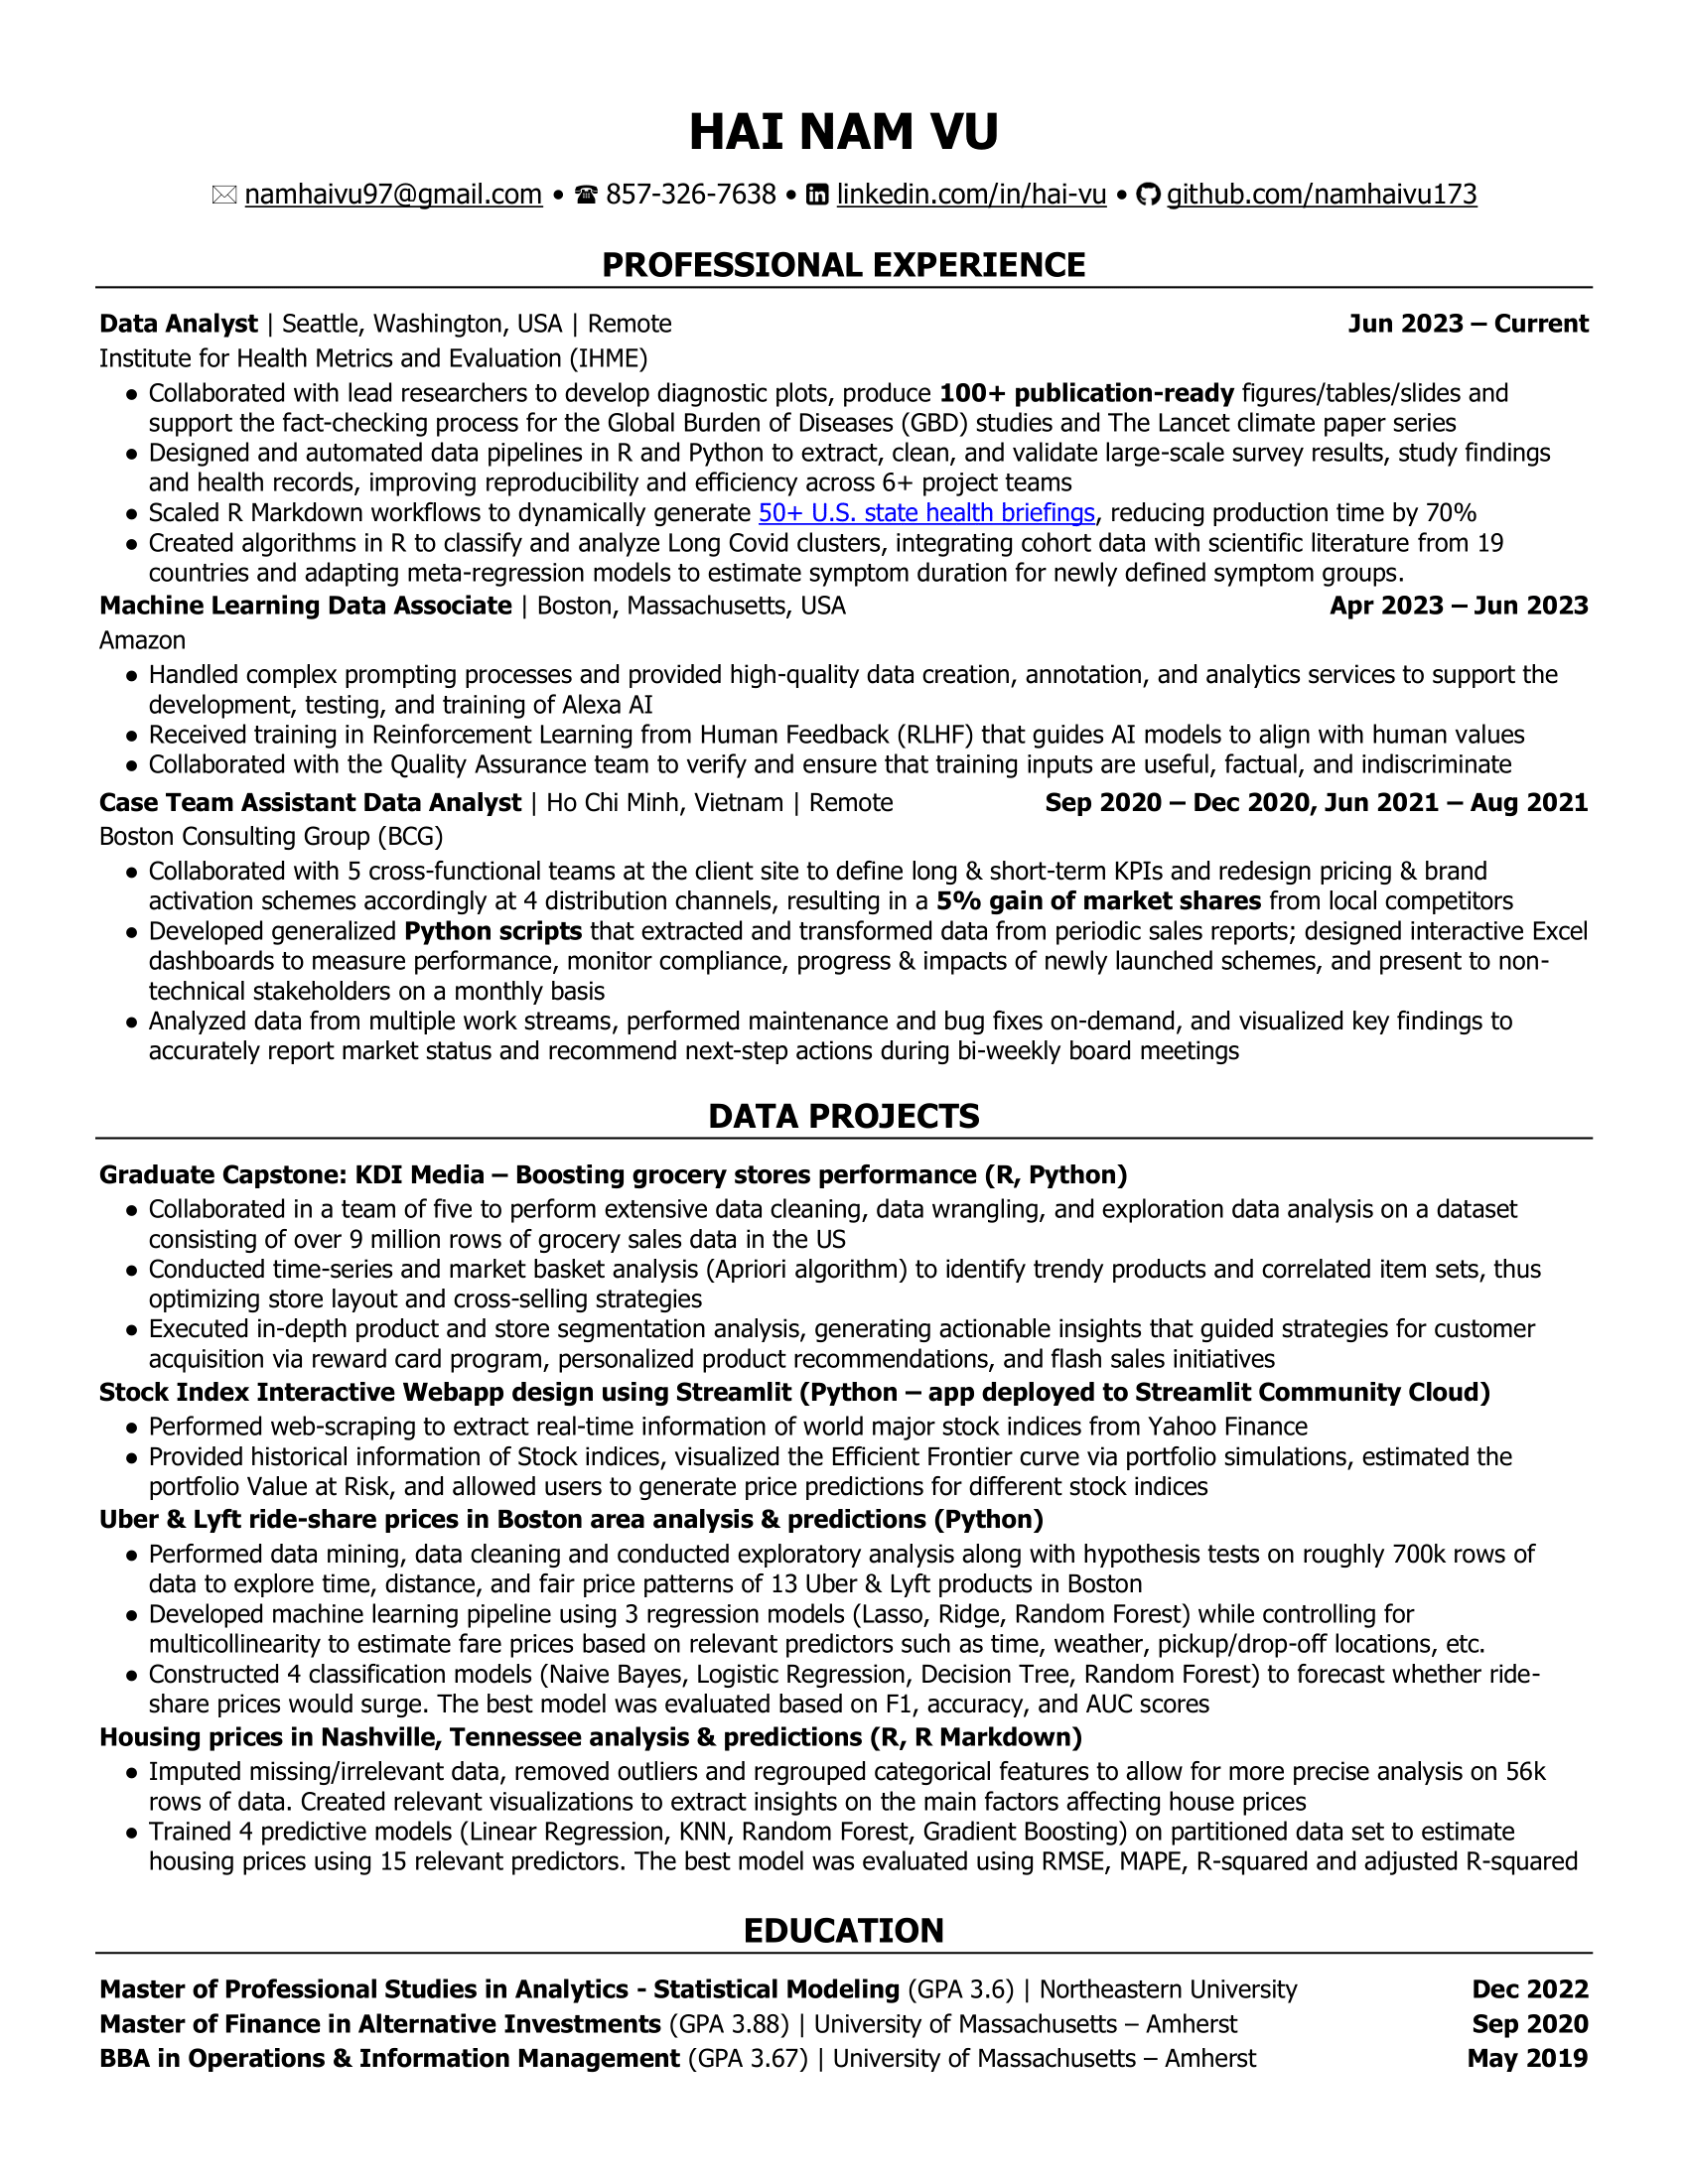 HAI NAM VU
namhaivu97@gmail.com • 857-326-7638 • linkedin.com/in/hai-vu • github.com/namhaivu173
PROFESSIONAL EXPERIENCE
Data Analyst | Seattle, Washington, USA | Remote Jun 2023 – Current
Institute for Health Metrics and Evaluation (IHME)
● Collaborated with lead researchers to develop diagnostic plots, produce 100+ publication-ready figures/tables/slides and
support the fact-checking process for the Global Burden of Diseases (GBD) studies and The Lancet climate paper series
● Designed and automated data pipelines in R and Python to extract, clean, and validate large-scale survey results, study findings
and health records, improving reproducibility and efficiency across 6+ project teams
● Scaled R Markdown workflows to dynamically generate 50+ U.S. state health briefings, reducing production time by 70%
● Created algorithms in R to classify and analyze Long Covid clusters, integrating cohort data with scientific literature from 19
countries and adapting meta-regression models to estimate symptom duration for newly defined symptom groups.
Machine Learning Data Associate | Boston, Massachusetts, USA Apr 2023 – Jun 2023
Amazon
● Handled complex prompting processes and provided high-quality data creation, annotation, and analytics services to support the
development, testing, and training of Alexa AI
● Received training in Reinforcement Learning from Human Feedback (RLHF) that guides AI models to align with human values
● Collaborated with the Quality Assurance team to verify and ensure that training inputs are useful, factual, and indiscriminate
Case Team Assistant Data Analyst | Ho Chi Minh, Vietnam | Remote Sep 2020 – Dec 2020, Jun 2021 – Aug 2021
Boston Consulting Group (BCG)
● Collaborated with 5 cross-functional teams at the client site to define long & short-term KPIs and redesign pricing & brand
activation schemes accordingly at 4 distribution channels, resulting in a 5% gain of market shares from local competitors
● Developed generalized Python scripts that extracted and transformed data from periodic sales reports; designed interactive Excel
dashboards to measure performance, monitor compliance, progress & impacts of newly launched schemes, and present to non-
technical stakeholders on a monthly basis
● Analyzed data from multiple work streams, performed maintenance and bug fixes on-demand, and visualized key findings to
accurately report market status and recommend next-step actions during bi-weekly board meetings
DATA PROJECTS
Graduate Capstone: KDI Media – Boosting grocery stores performance (R, Python)
● Collaborated in a team of five to perform extensive data cleaning, data wrangling, and exploration data analysis on a dataset
consisting of over 9 million rows of grocery sales data in the US
● Conducted time-series and market basket analysis (Apriori algorithm) to identify trendy products and correlated item sets, thus
optimizing store layout and cross-selling strategies
● Executed in-depth product and store segmentation analysis, generating actionable insights that guided strategies for customer
acquisition via reward card program, personalized product recommendations, and flash sales initiatives
Stock Index Interactive Webapp design using Streamlit (Python – app deployed to Streamlit Community Cloud)
● Performed web-scraping to extract real-time information of world major stock indices from Yahoo Finance
● Provided historical information of Stock indices, visualized the Efficient Frontier curve via portfolio simulations, estimated the
portfolio Value at Risk, and allowed users to generate price predictions for different stock indices
Uber & Lyft ride-share prices in Boston area analysis & predictions (Python)
● Performed data mining, data cleaning and conducted exploratory analysis along with hypothesis tests on roughly 700k rows of
data to explore time, distance, and fair price patterns of 13 Uber & Lyft products in Boston
● Developed machine learning pipeline using 3 regression models (Lasso, Ridge, Random Forest) while controlling for
multicollinearity to estimate fare prices based on relevant predictors such as time, weather, pickup/drop-off locations, etc.
● Constructed 4 classification models (Naive Bayes, Logistic Regression, Decision Tree, Random Forest) to forecast whether ride-
share prices would surge. The best model was evaluated based on F1, accuracy, and AUC scores
Housing prices in Nashville, Tennessee analysis & predictions (R, R Markdown)
● Imputed missing/irrelevant data, removed outliers and regrouped categorical features to allow for more precise analysis on 56k
rows of data. Created relevant visualizations to extract insights on the main factors affecting house prices
● Trained 4 predictive models (Linear Regression, KNN, Random Forest, Gradient Boosting) on partitioned data set to estimate
housing prices using 15 relevant predictors. The best model was evaluated using RMSE, MAPE, R-squared and adjusted R-squared
EDUCATION
Master of Professional Studies in Analytics - Statistical Modeling (GPA 3.6) | Northeastern University Dec 2022
Master of Finance in Alternative Investments (GPA 3.88) | University of Massachusetts – Amherst Sep 2020
BBA in Operations & Information Management (GPA 3.67) | University of Massachusetts – Amherst May 2019